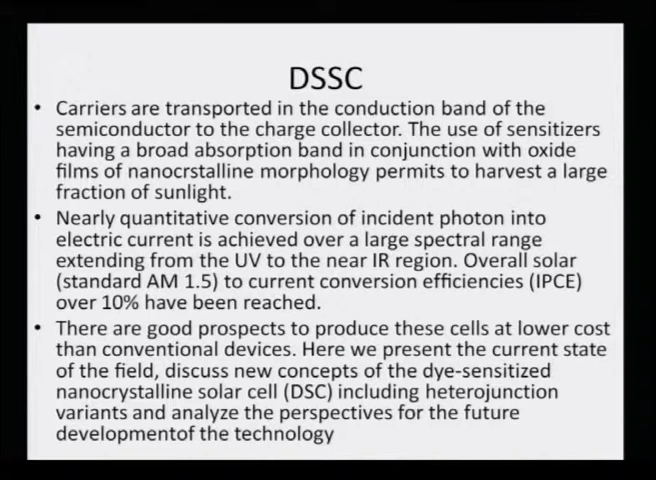 DSSC
• Carriers are transported in the conduction band of the
semiconductor to the charge collector. The use of sensitizers
having a broad absorption band in conjunction with oxide
films of nanocrstalline morphology permits to harvest a large
fraction of sunlight.
• Nearly quantitative conversion of incident photon into
electric current is achieved over a large spectral range
extending from the UV to the near IR region. Overall solar
(standard AM 1.5) to current conversion efficiencies (IPCE)
over 10% have been reached.
• There are good prospects to produce these cells at lower cost
than conventional devices. Here we present the current state
of the field, discuss new concepts of the dye-sensitized
nanocrystalline solar cell (DSC) including heterojunction
variants and analyze the perspectives for the future
developmentof the technology